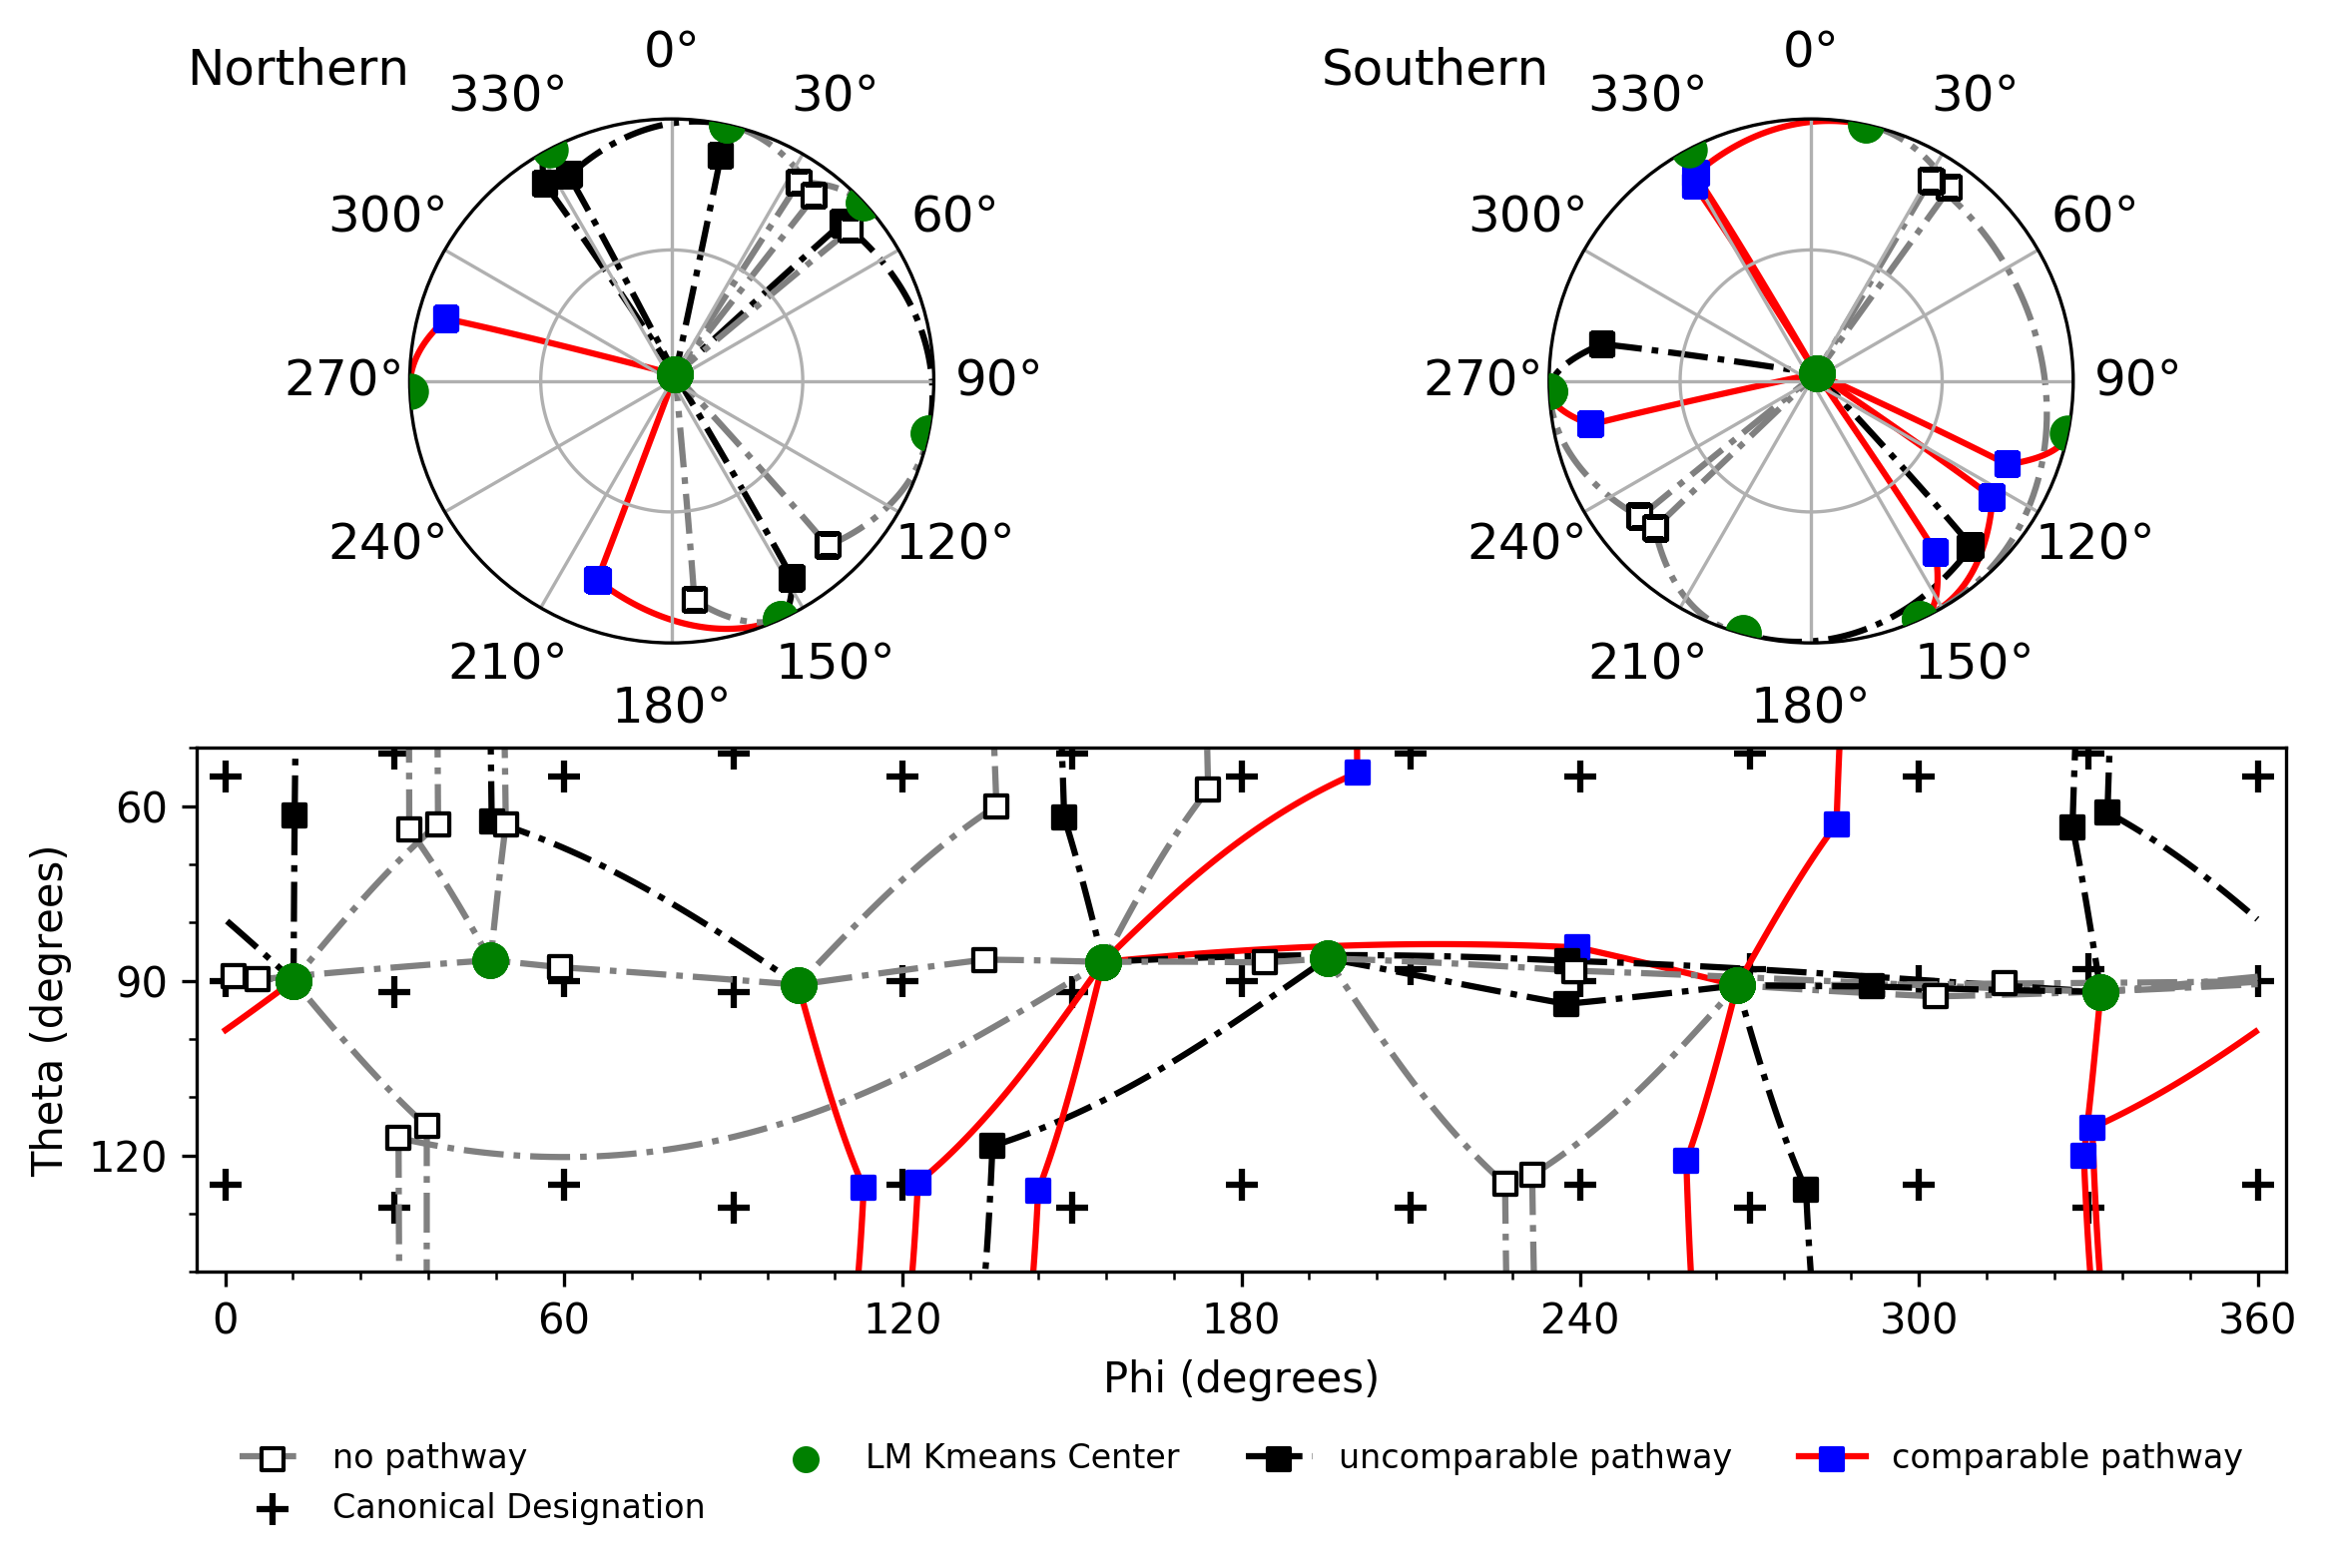 Northern
0°
30°
60°
90°
120°
150°
180°
210°
240°
270°
300°
330°
Southern
0°
30°
60°
90°
120°
150°
180°
210°
240°
270°
300°
330°
Theta (degrees)
60
90
120
0 60 120 180 240 300 360
Phi (degrees)
no pathway
Canonical Designation
LM Kmeans Center
uncomparable pathway
comparable pathway